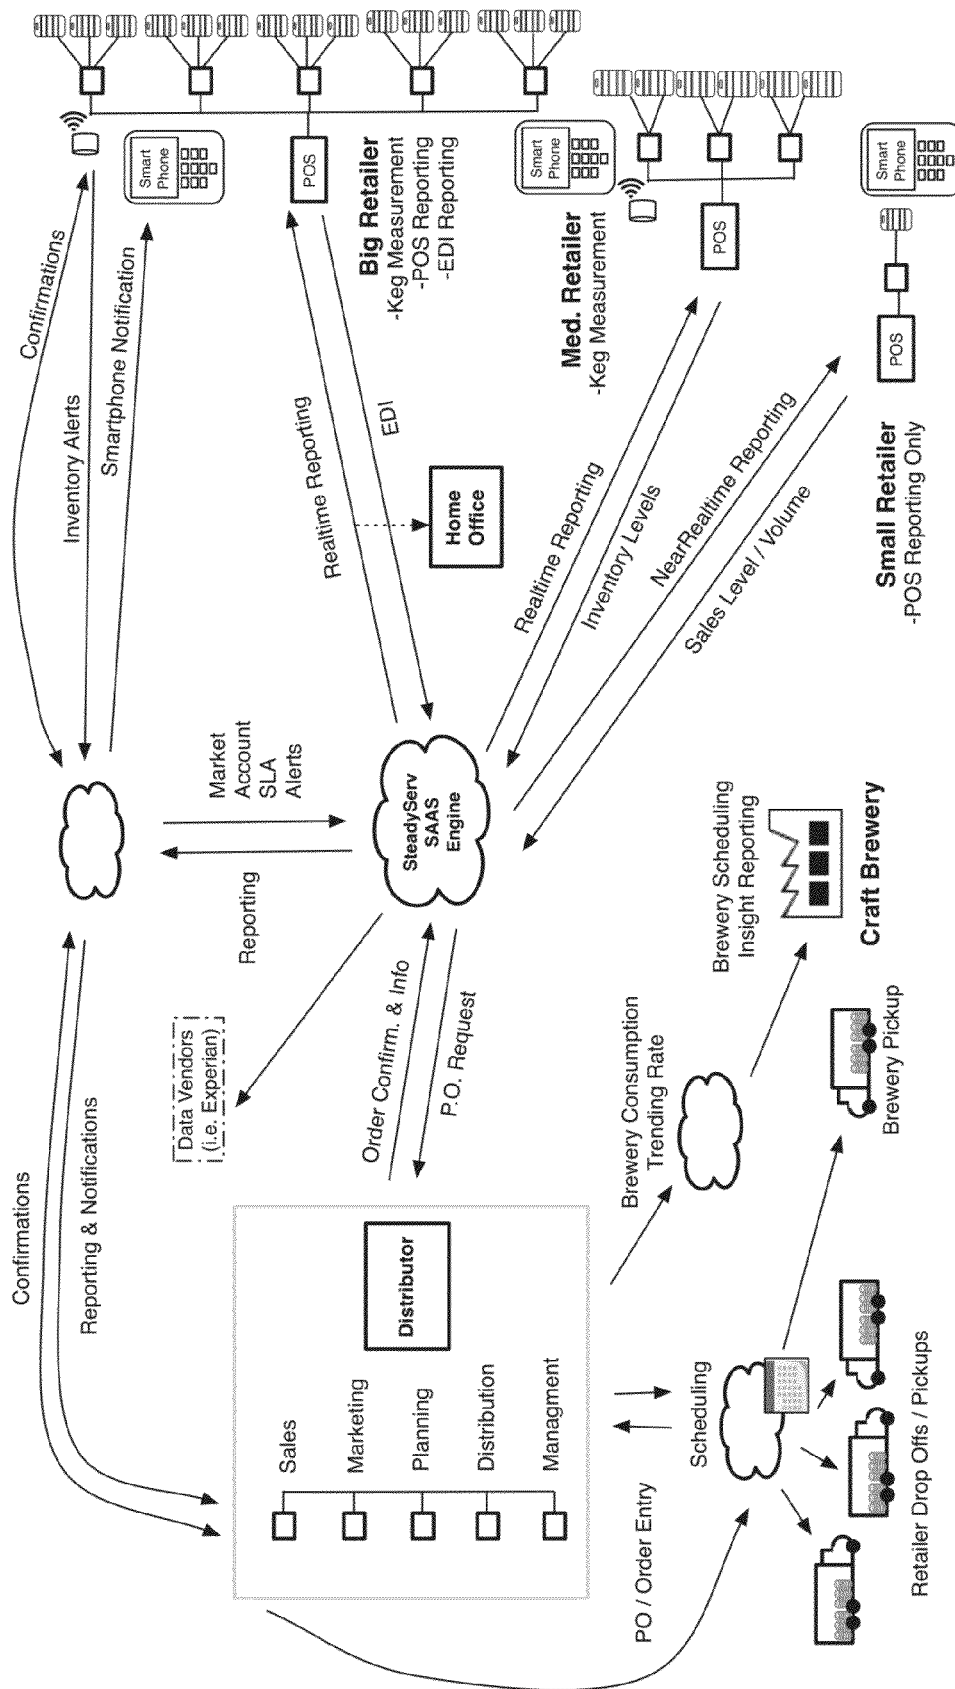 Confirmations
Reporting & Notifications
Confirmations
Inventory Alerts
Smartphone Notification
Smart
Phone
Market
Account
SLA
Alerts
Reporting
Data Vendors
(i.e. Experian)
SteadyServ
SAAS
Engine
Realtime Reporting
EDI
Home
Office
POS
Big Retailer
-Keg Measurement
-POS Reporting
-EDI Reporting
Order Confirm. & Info
P.O. Request
Distributor
Sales
Marketing
Planning
Distribution
Managment
Realtime Reporting
Inventory Levels
Smart
Phone
POS
Med. Retailer
-Keg Measurement
NearRealtime Reporting
Sales Level / Volume
Smart
Phone
POS
Small Retailer
-POS Reporting Only
Brewery Consumption
Trending Rate
Brewery Scheduling
Insight Reporting
Craft Brewery
PO / Order Entry
Scheduling
Brewery Pickup
Retailer Drop Offs / Pickups